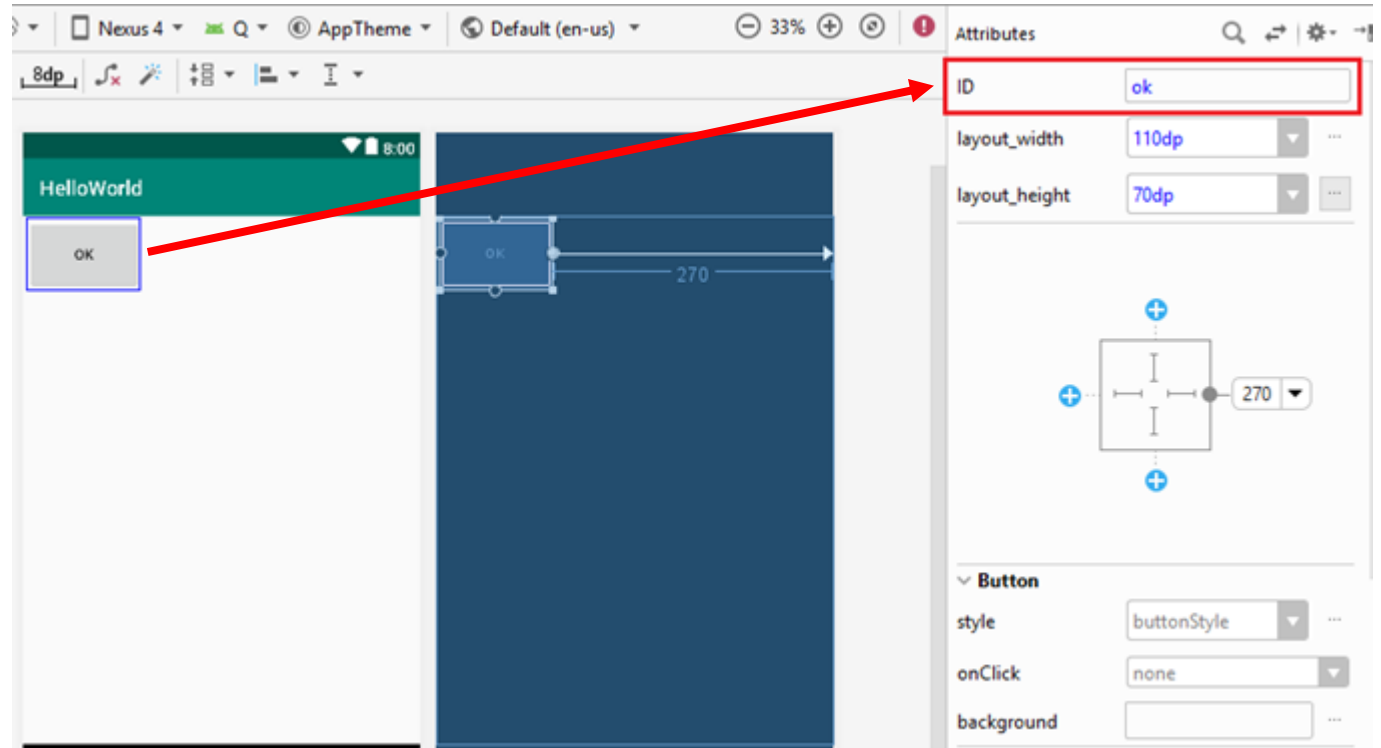 Nexus 4 Q AppTheme Default (en-us) 33%
Attributes
8dp
ID ok
layout_width 110dp
layout_height 70dp
8:00
HelloWorld
OK
OK
270
270
Button
style buttonStyle
onClick none
background